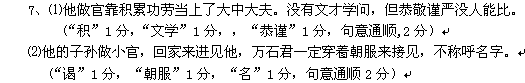 7、⑴他做官靠积累功劳当上了大中大夫。没有文才学问，但恭敬谨严没人能比。
（“积”1分，“文学”1分，，“恭谨”1分，句意通顺,2分）↵
⑵他的子孙做小官，回家来进见他，万石君一定穿着朝服来接见，不称呼名字。
（“谒”1分，“朝服”1分，“名”1分，句意通顺2分）↵